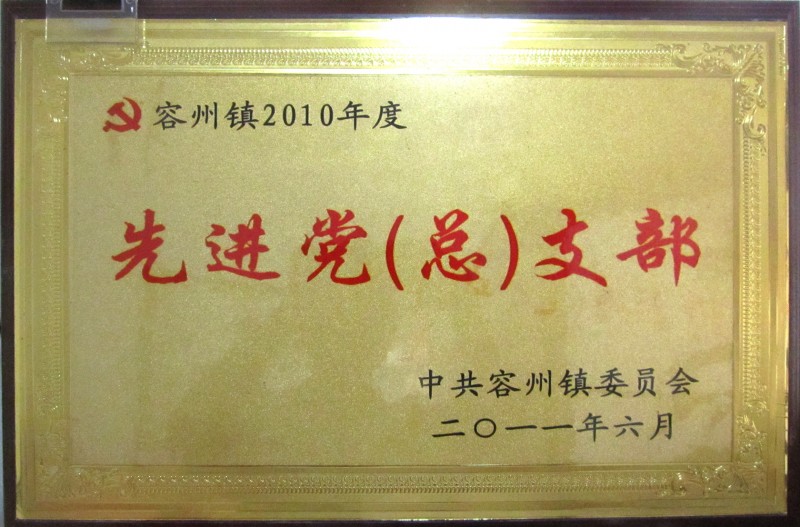 容州镇2010年度
先进党(总)支部
中共容州镇委员会
二〇一一年六月